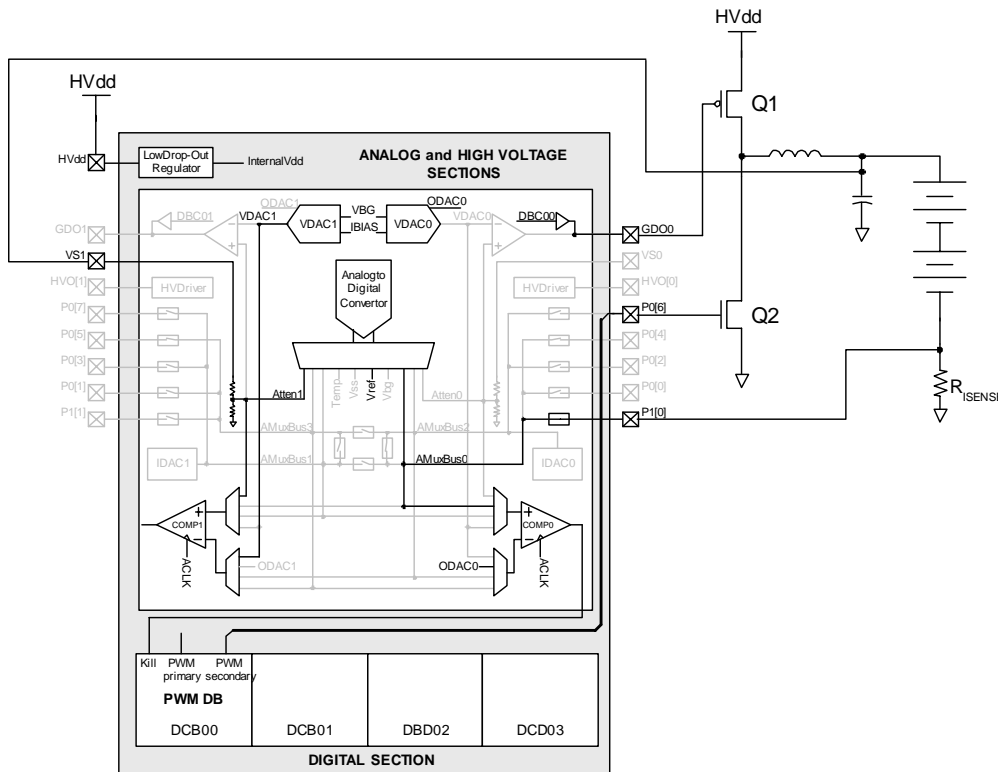 HVdd
HVdd
Q1
HVdd
LowDrop-Out
Regulator
InternalVdd
ANALOG and HIGH VOLTAGE
SECTIONS
ODAC1
ODAC0
DBC01
VDAC1
VBG
VDAC0
DBC00
VDAC1
IBIAS
VDAC0
GDO1
GDO0
VS1
VS0
Analogto
Digital
Convertor
HVO[1]
HVDriver
HVDriver
HVO[0]
P0[7]
P0[6]
Q2
P0[5]
P0[4]
P0[3]
P0[2]
P0[1]
P0[0]
Temp
Vss
Vref
Vbg
Atten1
Atten0
RISENSE
P1[1]
P1[0]
AMuxBus3
AMuxBus2
IDAC1
AMuxBus1
AMuxBus0
IDAC0
+
COMP1
–
+
COMP0
–
ACLK
ODAC1
ODAC0
ACLK
Kill
PWM
primary
PWM
secondary
PWM DB
DCB00
DCB01
DBD02
DCD03
DIGITAL SECTION